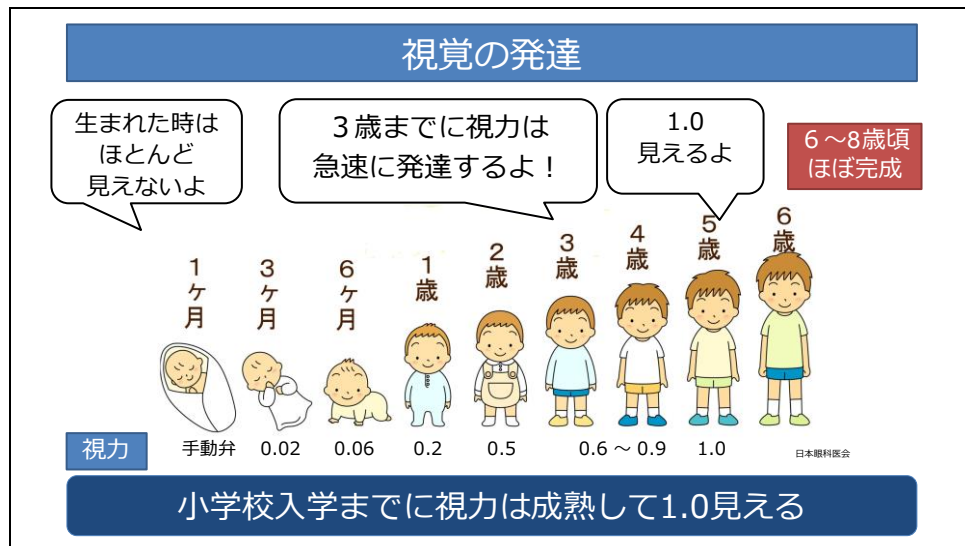 視覚の発達
生まれた時は
ほとんど
見えないよ
３歳までに視力は
急速に発達するよ！
1.0
見えるよ
６～8歳頃
ほぼ完成
１ヶ月
３ヶ月
６ヶ月
１歳
２歳
３歳
４歳
５歳
６歳
視力
手動弁 0.02 0.06 0.2 0.5 0.6 ～ 0.9 1.0
日本眼科医会
小学校入学までに視力は成熟して1.0見える